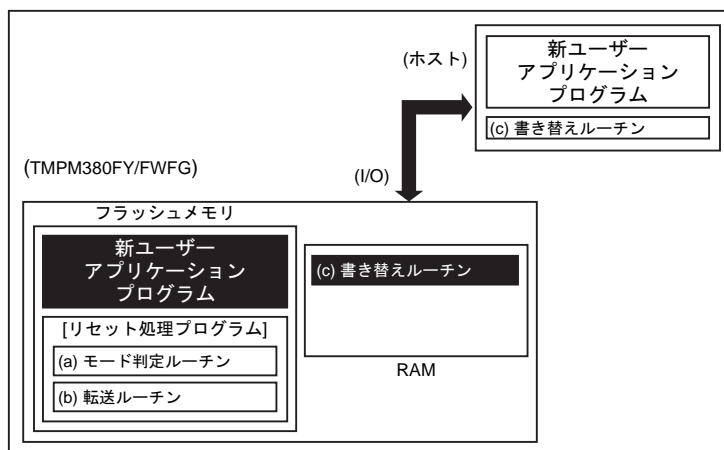 (ホスト)
新ユーザー
アプリケーション
プログラム
(c) 書き替えルーチン
(TMPM380FY/FWFG)
(I/O)
フラッシュメモリ
新ユーザー
アプリケーション
プログラム
[リセット処理プログラム]
(a) モード判定ルーチン
(b) 転送ルーチン
(c) 書き替えルーチン
RAM